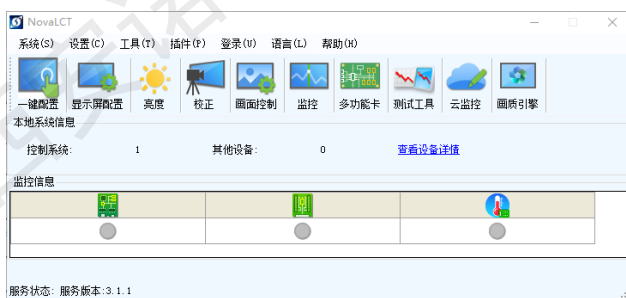 NovaLCT
系统(S) 设置(C) 工具(T) 插件(P) 登录(U) 语言(L) 帮助(H)
一键配置 显示屏配置 亮度 校正 画面控制 监控 多功能卡 测试工具 云监控 画质引擎
本地系统信息
控制系统: 1 其他设备: 0 查看设备详情
监控信息
服务状态: 服务版本:3.1.1